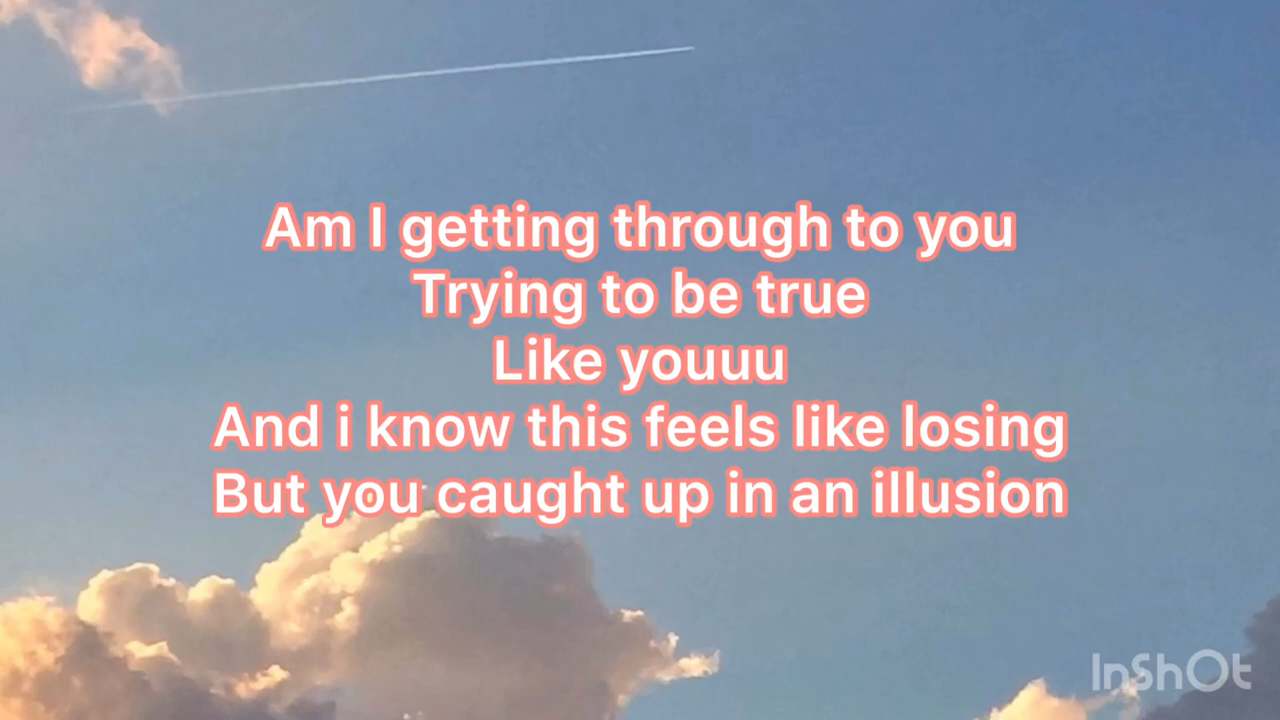 Am I getting through to you
Trying to be true
Like youuu
And i know this feels like losing
But you caught up in an illusion
InShOt